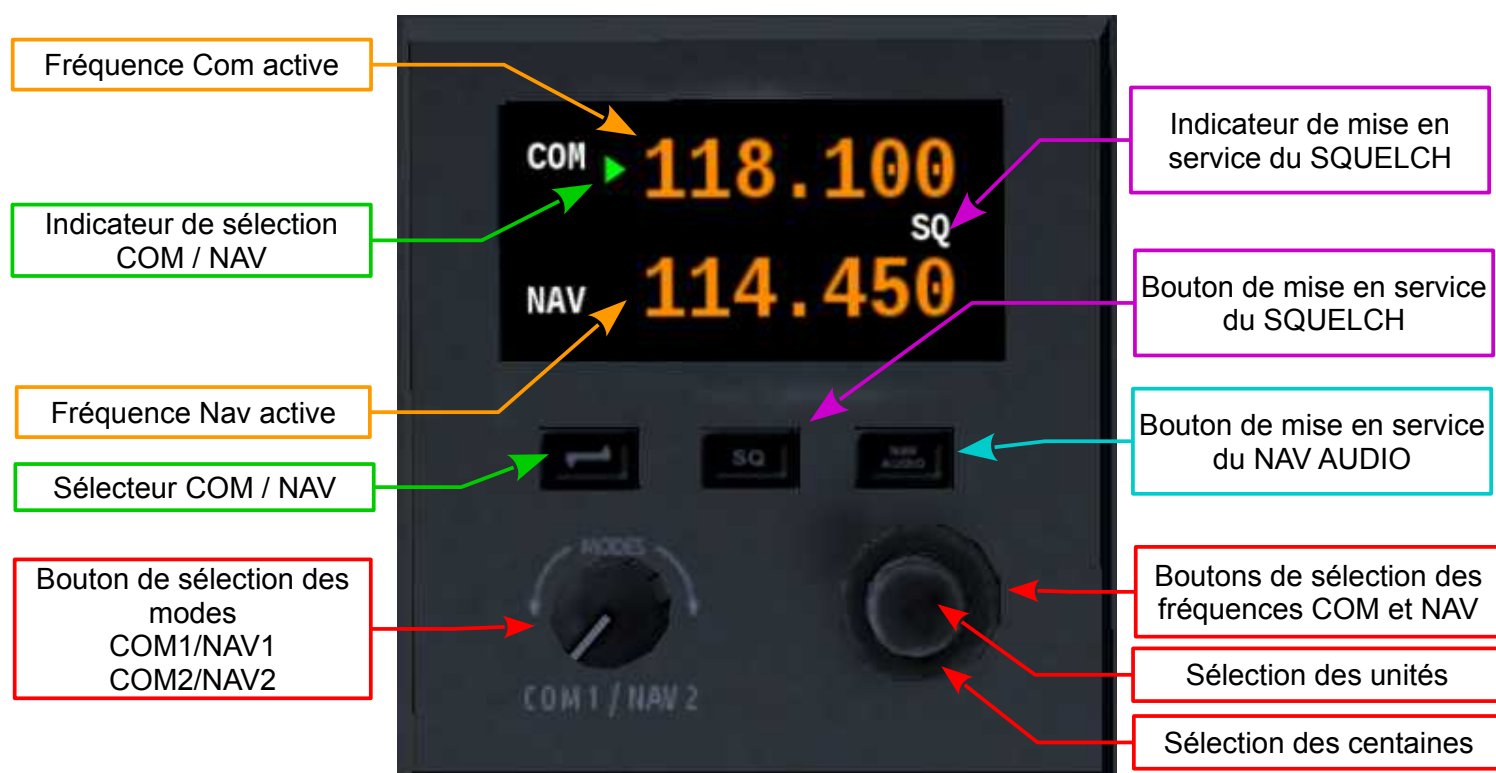 Fréquence Com active
Indicateur de sélection
COM / NAV
Fréquence Nav active
Sélecteur COM / NAV
Bouton de sélection des
modes
COM1/NAV1
COM2/NAV2
COM
118.100
SQ
NAV
114.450
SQ
NAV
AUDIO
MODES
COM 1 / NAV 2
Indicateur de mise en
service du SQUELCH
Bouton de mise en service
du SQUELCH
Bouton de mise en service
du NAV AUDIO
Boutons de sélection des
fréquences COM et NAV
Sélection des unités
Sélection des centaines